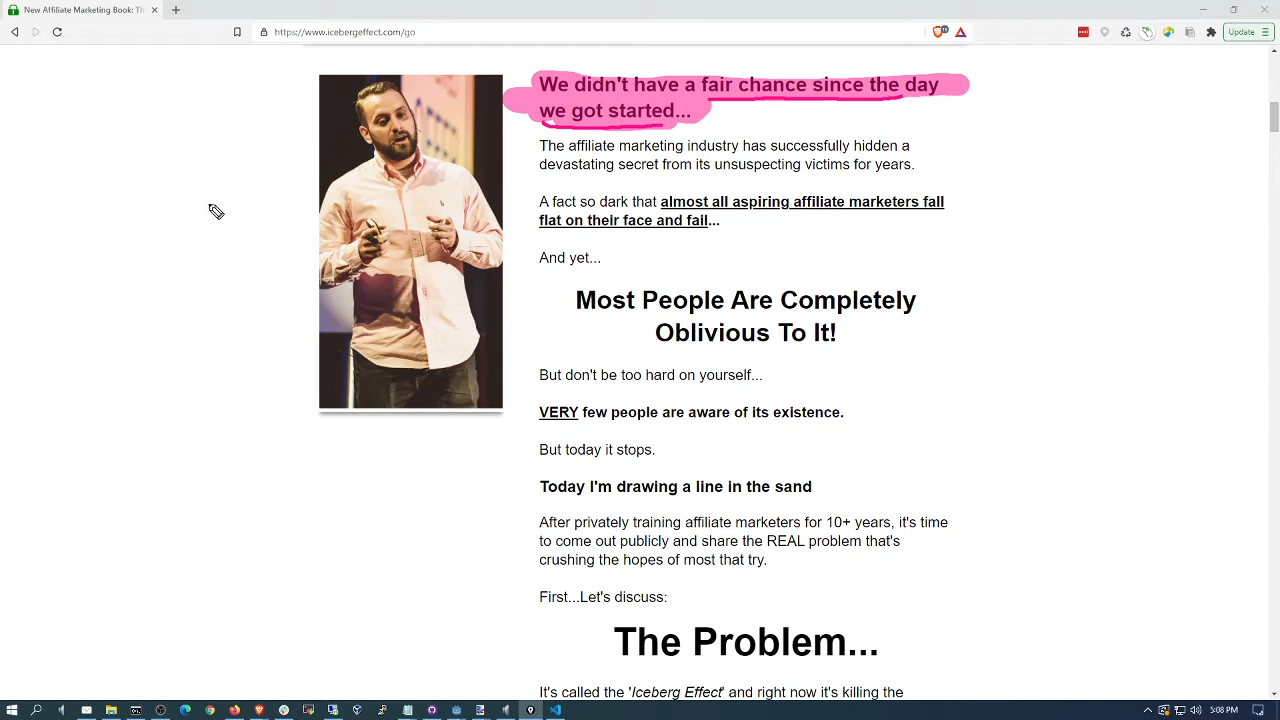 New Affiliate Marketing Book: Th
https://www.icebergeffect.com/go
Update
We didn't have a fair chance since the day
we got started...
The affiliate marketing industry has successfully hidden a
devastating secret from its unsuspecting victims for years.
A fact so dark that almost all aspiring affiliate marketers fall
flat on their face and fail...
And yet...
Most People Are Completely
Oblivious To It!
But don't be too hard on yourself...
VERY few people are aware of its existence.
But today it stops.
Today I'm drawing a line in the sand
After privately training affiliate marketers for 10+ years, it's time
to come out publicly and share the REAL problem that's
crushing the hopes of most that try.
First...Let's discuss:
The Problem...
It's called the 'Iceberg Effect' and right now it's killing the
5:08 PM